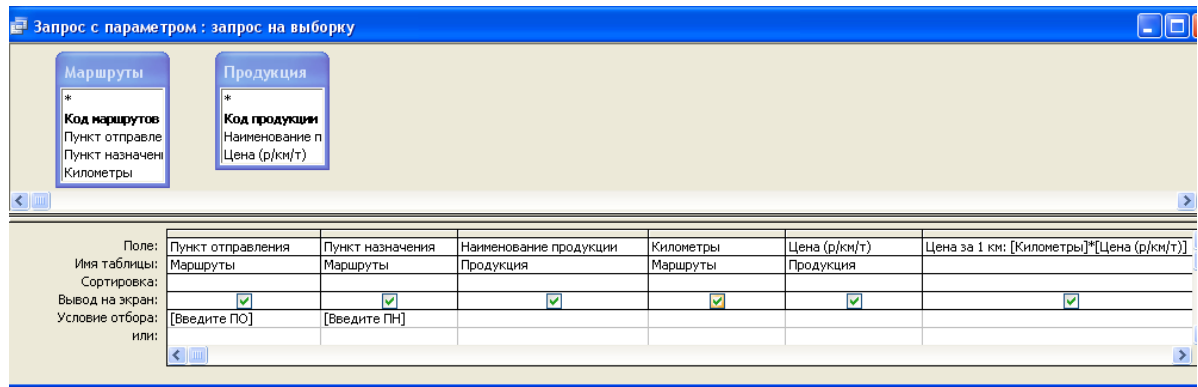 Запрос с параметром : запрос на выборку
Маршруты Продукция
* *
Код маршрутов Код продукции
Пункт отправле Наименование п
Пункт назначені Цена (р/км/т)
Километры
Поле: Пункт отправления Пункт назначения Наименование продукции Километры Цена (р/км/т) Цена за 1 км: [Километры]*[Цена (р/км/т)]
Имя таблицы: Маршруты Маршруты Продукция Маршруты Продукция
Сортировка:
Вывод на экран:
Условие отбора: [Введите ПО] [Введите ПН]
или: